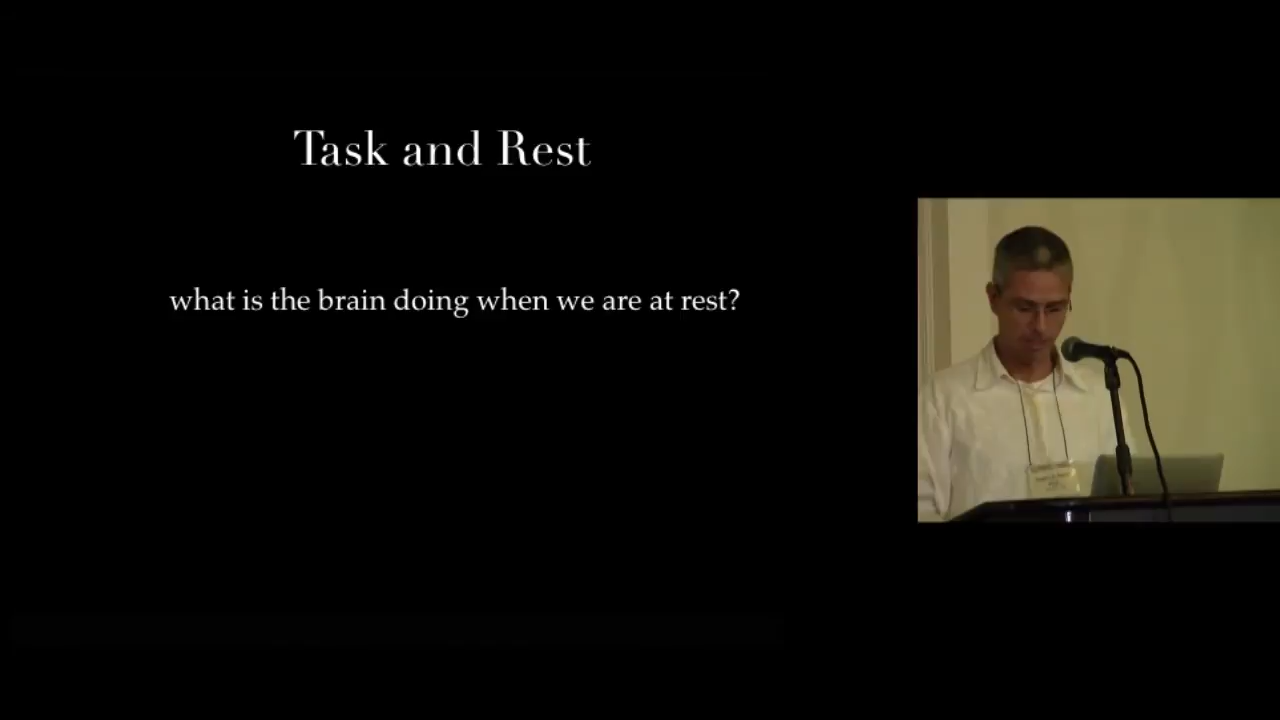 Task and Rest
what is the brain doing when we are at rest?